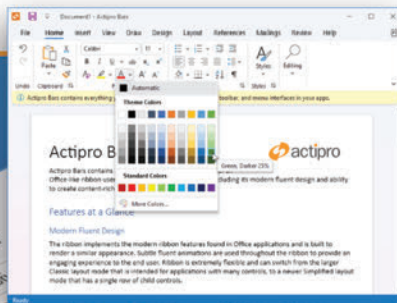 Document1 - Actipro Bars
File Home Insert View Draw Design Layout References Mailings Review Help
Calibri 11
Paste
Styles
Editing
Undo Clipboard Styles
Actipro Bars contains everything toolbar, and menu interfaces in your apps.
Automatic
Theme Colors
Actipro B
actipro
Green, Darker 25%
Actipro Bars contains
Office-like ribbon uding its modern fluent design and ability
to create content-rich
Standard Colors
More Colors...
Features at a Glance
Modern Fluent Design
The ribbon implements the modern ribbon features found in Office applications and is built to
render a similar appearance. Subtle fluent animations are used throughout the ribbon to provide an
engaging experience to the end user. Ribbon is extremely flexible and can switch from the larger
Classic layout mode that is intended for applications with many controls, to a newer Simplified layout
mode that has a single row of child controls.
Ready